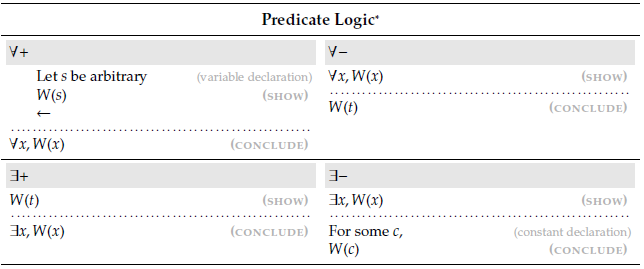 Predicate Logic*
∀+
Let s be arbitrary (variable declaration)
W(s) (SHOW)
←
∀x, W(x) (CONCLUDE)
∀−
∀x, W(x) (SHOW)
W(t) (CONCLUDE)
∃+
W(t) (SHOW)
∃x, W(x) (CONCLUDE)
∃−
∃x, W(x) (SHOW)
For some c, (constant declaration)
W(c) (CONCLUDE)